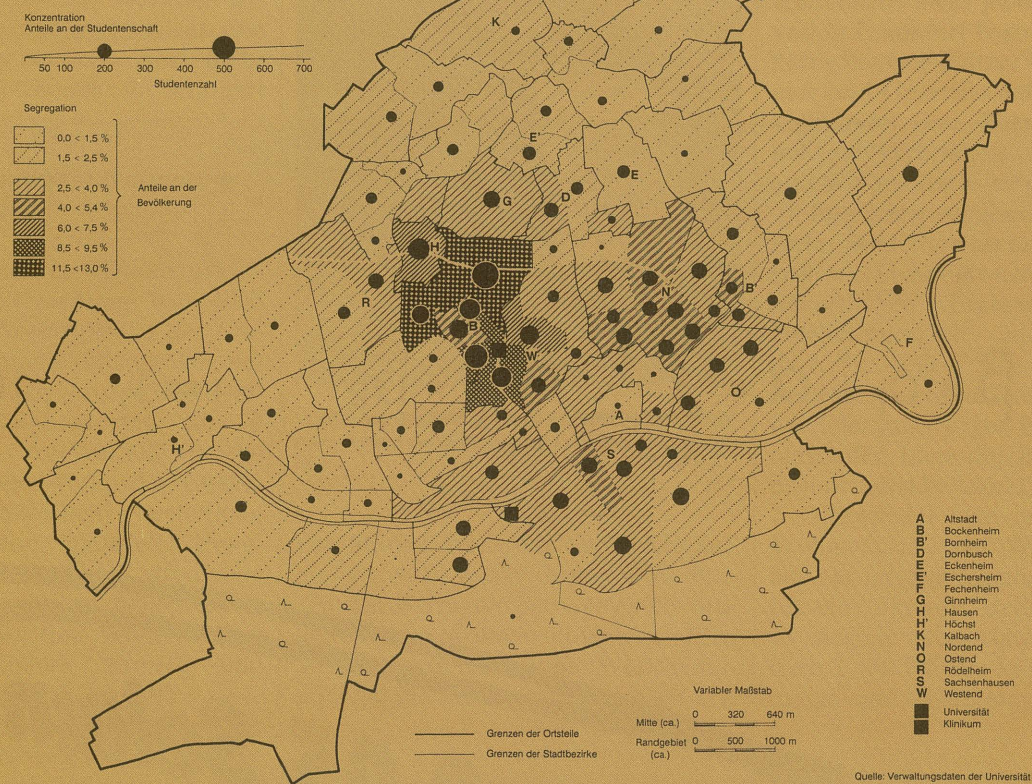 Konzentration
Anteile an der Studentenschaft
50 100 200 300 400 500 600 700
Studentenzahl
Segregation
0,0 < 1,5 %
1,5 < 2,5 %
2,5 < 4,0 %
4,0 < 5,4 %
6,0 < 7,5 %
8,5 < 9,5 %
11,5 <13,0 %
Anteile an der
Bevölkerung
K
E'
E
G
D
H
R
N
B'
B
W
F
O
A
H'
S
A Altstadt
B Bockenheim
B' Bornheim
D Dornbusch
E Eckenheim
E' Eschersheim
F Fechenheim
G Ginnheim
H Hausen
H' Höchst
K Kalbach
N Nordend
O Ostend
R Rödelheim
S Sachsenhausen
W Westend
Universität
Klinikum
Variabler Maßstab
Mitte (ca.) 0 320 640 m
Randgebiet 0 500 1000 m
(ca.)
Grenzen der Ortsteile
Grenzen der Stadtbezirke
Quelle: Verwaltungsdaten der Universität